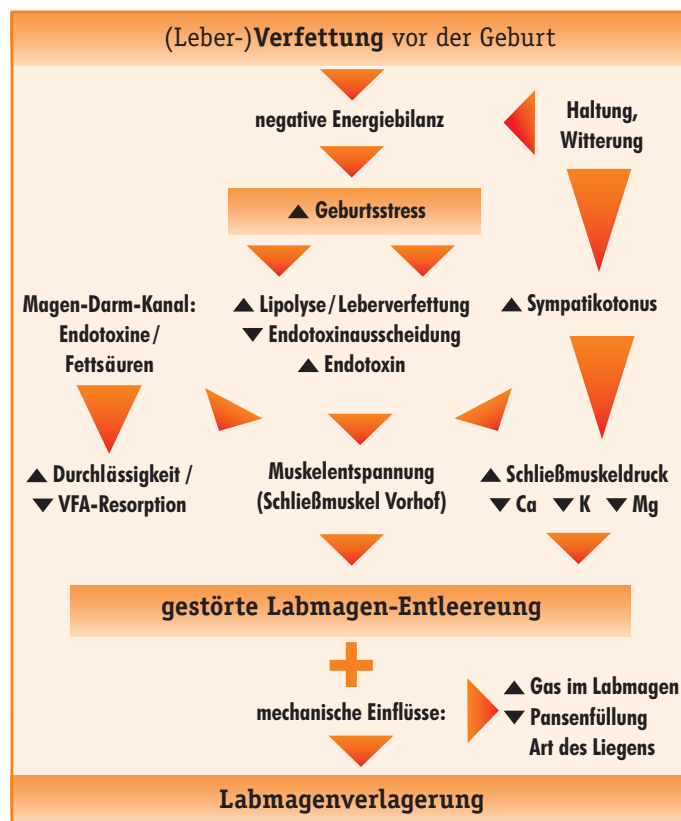 (Leber-)Verfettung vor der Geburt
negative Energiebilanz
Haltung,
Witterung
▲ Geburtsstress
Magen-Darm-Kanal:
Endotoxine/
Fettsäuren
▲ Lipolyse/Leberverfettung
▼ Endotoxinausscheidung
▲ Endotoxin
▲ Sympatikotonus
▲ Durchlässigkeit /
▼ VFA-Resorption
Muskelentspannung
(Schließmuskel Vorhof)
▲ Schließmuskeldruck
▼ Ca ▼ K ▼ Mg
gestörte Labmagen-Entleereung
+
mechanische Einflüsse:
▲ Gas im Labmagen
▼ Pansenfüllung
Art des Liegens
Labmagenverlagerung